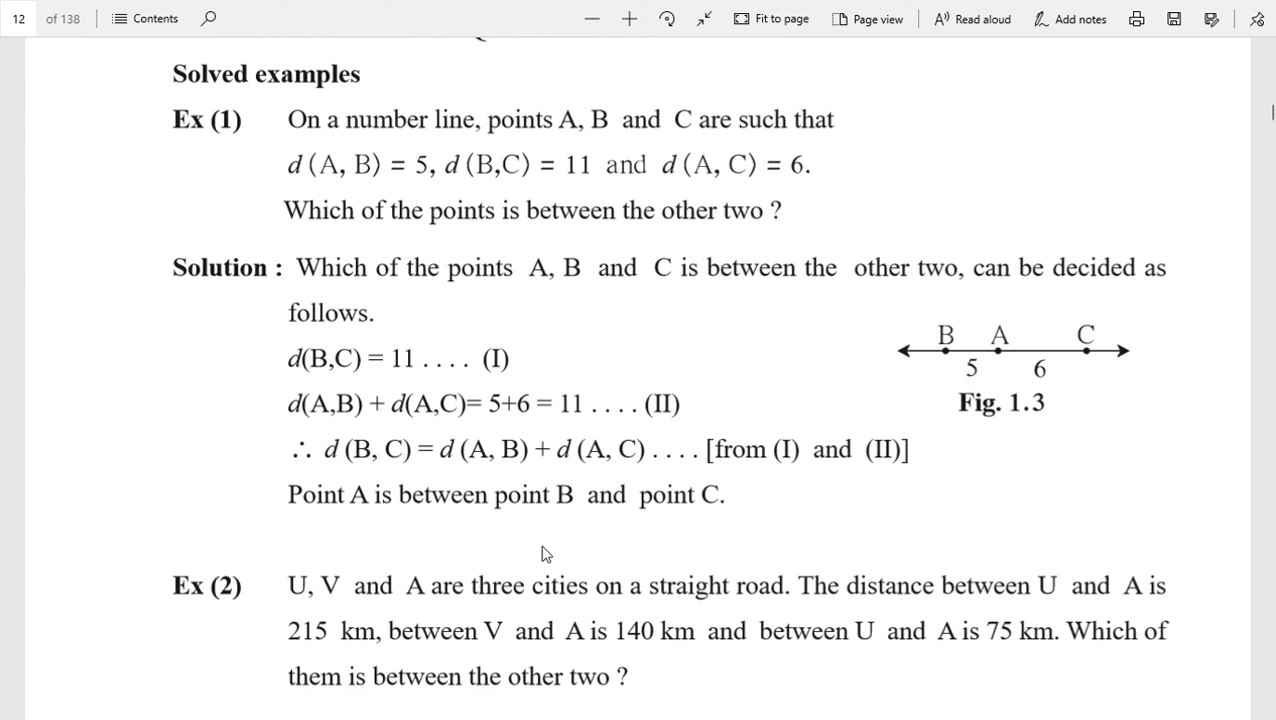 12 of 138 Contents Fit to page Page view Read aloud Add notes
Solved examples
Ex (1) On a number line, points A, B and C are such that
d (A, B) = 5, d (B,C) = 11 and d (A, C) = 6.
Which of the points is between the other two ?
Solution : Which of the points A, B and C is between the other two, can be decided as
follows.
d(B,C) = 11 . . . . (I)
d(A,B) + d(A,C)= 5+6 = 11 . . . . (II)
∴ d (B, C) = d (A, B) + d (A, C) . . . . [from (I) and (II)]
Point A is between point B and point C.
B A C
5 6
Fig. 1.3
Ex (2) U, V and A are three cities on a straight road. The distance between U and A is
215 km, between V and A is 140 km and between U and A is 75 km. Which of
them is between the other two ?